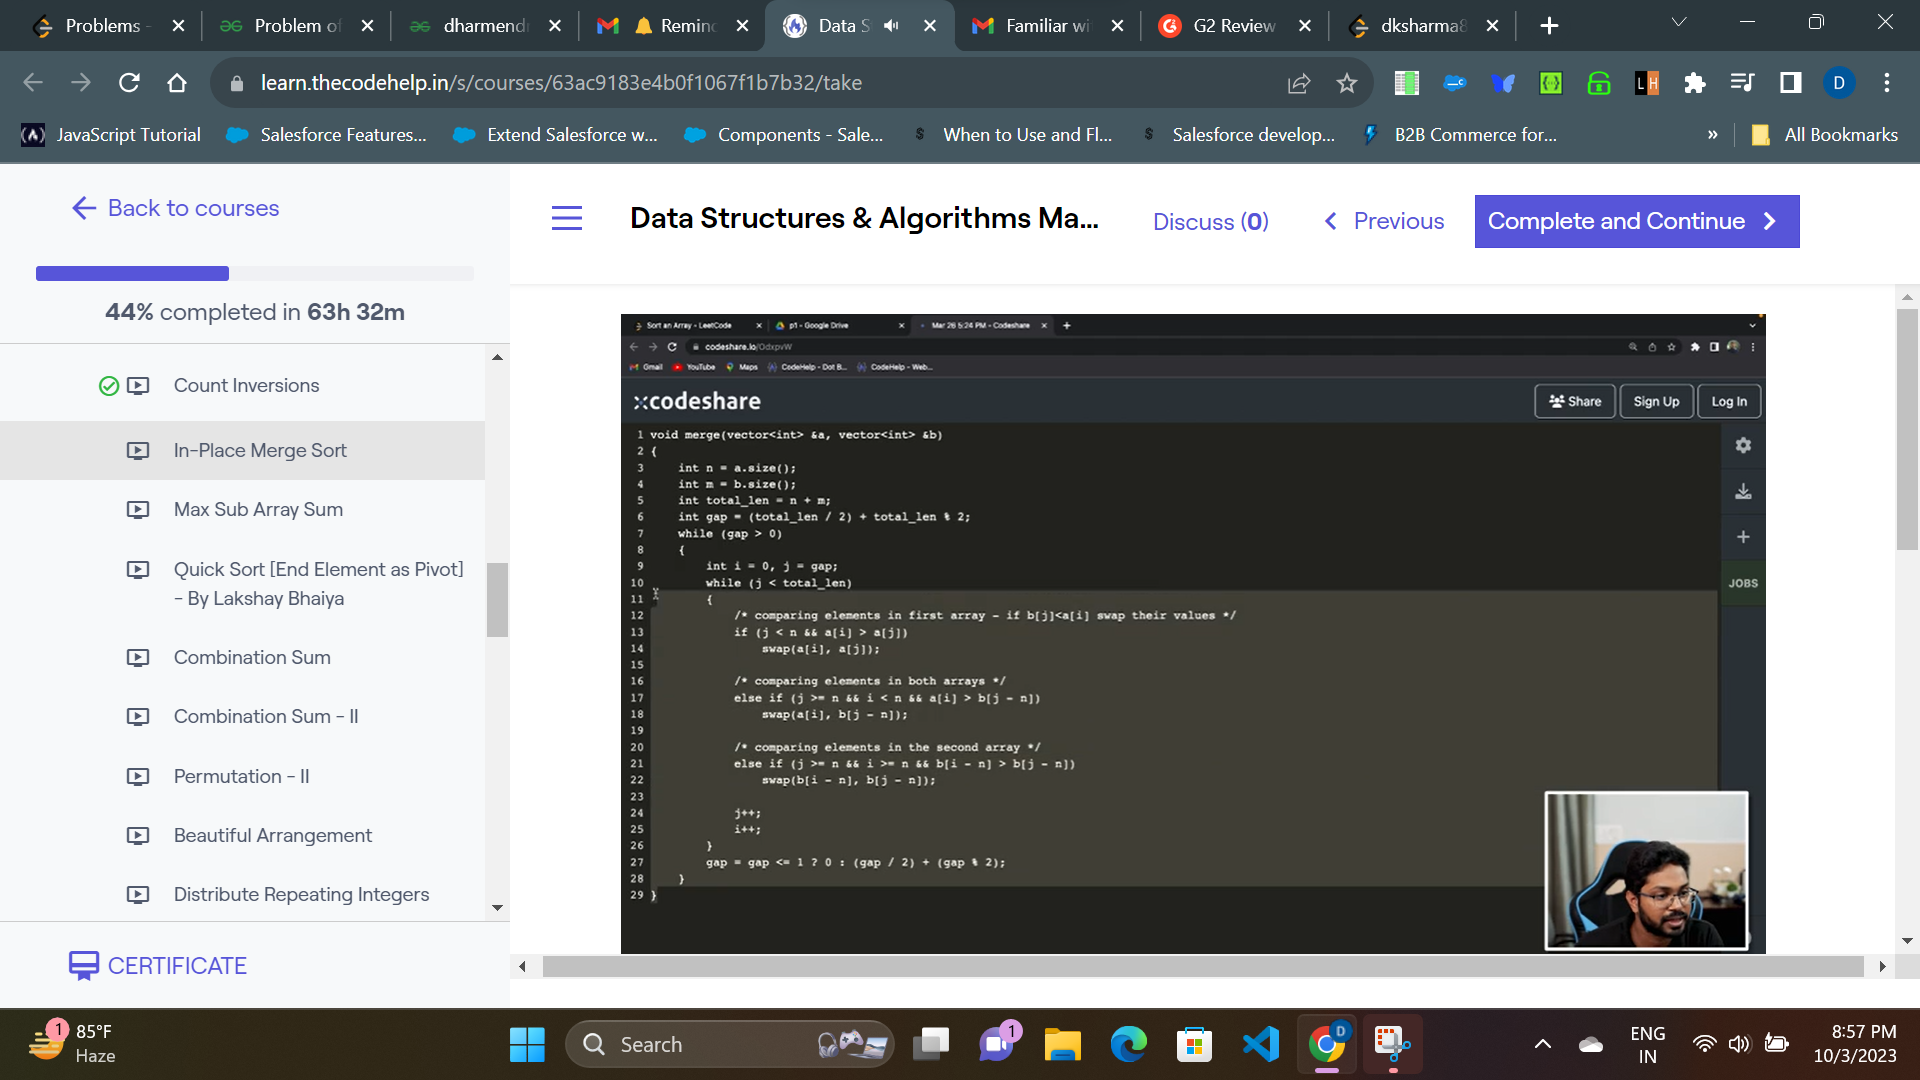 Problems -
Problem of
dharmend
Remin
Data S
Familiar wi
G2 Review
dksharma8
learn.thecodehelp.in/s/courses/63ac9183e4b0f1067f1b7b32/take
LH
D
JavaScript Tutorial
Salesforce Features...
Extend Salesforce w...
Components - Sale...
When to Use and Fl...
Salesforce develop...
B2B Commerce for...
»
All Bookmarks
Back to courses
44% completed in 63h 32m
Count Inversions
In-Place Merge Sort
Max Sub Array Sum
Quick Sort [End Element as Pivot]
- By Lakshay Bhaiya
Combination Sum
Combination Sum - II
Permutation - II
Beautiful Arrangement
Distribute Repeating Integers
CERTIFICATE
Data Structures & Algorithms Ma...
Discuss (0)
Previous
Complete and Continue
Sort an Array - LeetCode
p1 - Google Drive
Mar 26 5:24 PM - Codeshare
codeshare.io/OdxpvW
Gmail
YouTube
Maps
CodeHelp - Dot B...
CodeHelp - Web...
codeshare
Share
Sign Up
Log In
JOBS
1 void merge(vector<int> &a, vector<int> &b)
2 {
3 int n = a.size();
4 int m = b.size();
5 int total_len = n + m;
6 int gap = (total_len / 2) + total_len % 2;
7 while (gap > 0)
8 {
9 int i = 0, j = gap;
10 while (j < total_len)
11 {
12 /* comparing elements in first array - if b[j]<a[i] swap their values */
13 if (j < n && a[i] > a[j])
14 swap(a[i], a[j]);
15
16 /* comparing elements in both arrays */
17 else if (j >= n && i < n && a[i] > b[j - n])
18 swap(a[i], b[j - n]);
19
20 /* comparing elements in the second array */
21 else if (j >= n && i >= n && b[i - n] > b[j - n])
22 swap(b[i - n], b[j - n]);
23
24 j++;
25 i++;
26 }
27 gap = gap <= 1 ? 0 : (gap / 2) + (gap % 2);
28 }
29 }
1
85°F
Haze
Search
1
D
ENG
IN
8:57 PM
10/3/2023